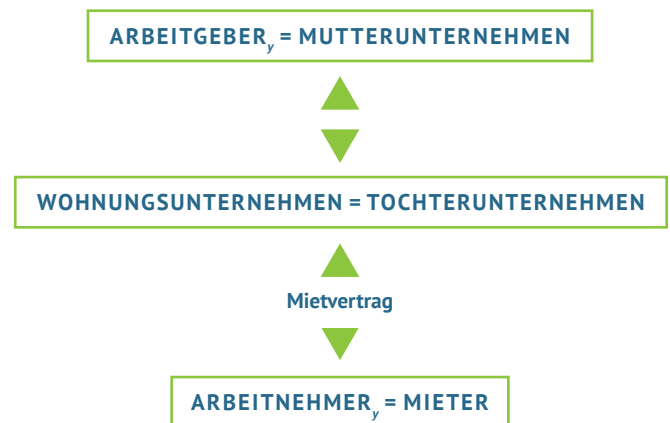 ARBEITGEBERy = MUTTERUNTERNEHMEN
WOHNUNGSUNTERNEHMEN = TOCHTERUNTERNEHMEN
Mietvertrag
ARBEITNEHMERy = MIETER